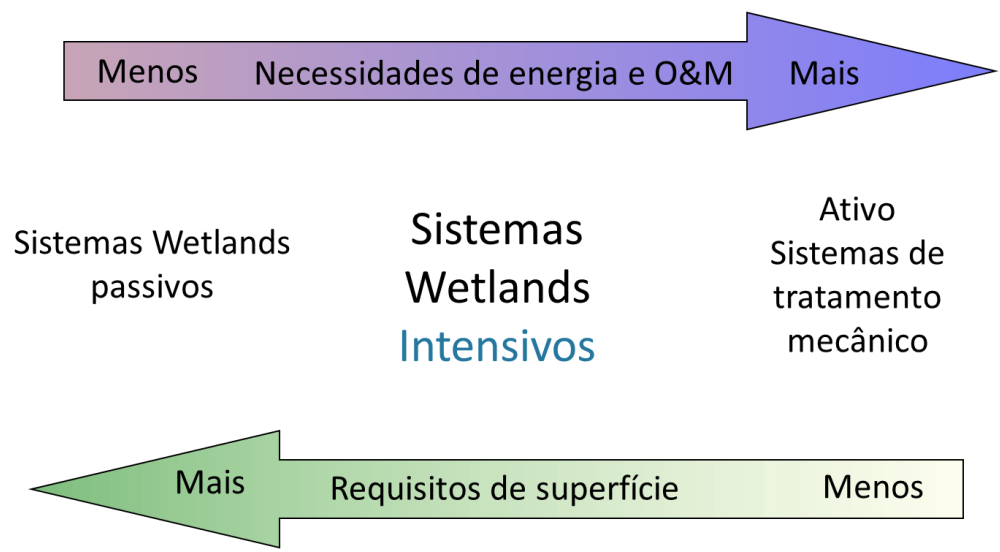 Menos Necessidades de energia e O&M Mais
Sistemas Wetlands
passivos
Sistemas
Wetlands
Intensivos
Ativo
Sistemas de
tratamento
mecânico
Mais Requisitos de superfície Menos